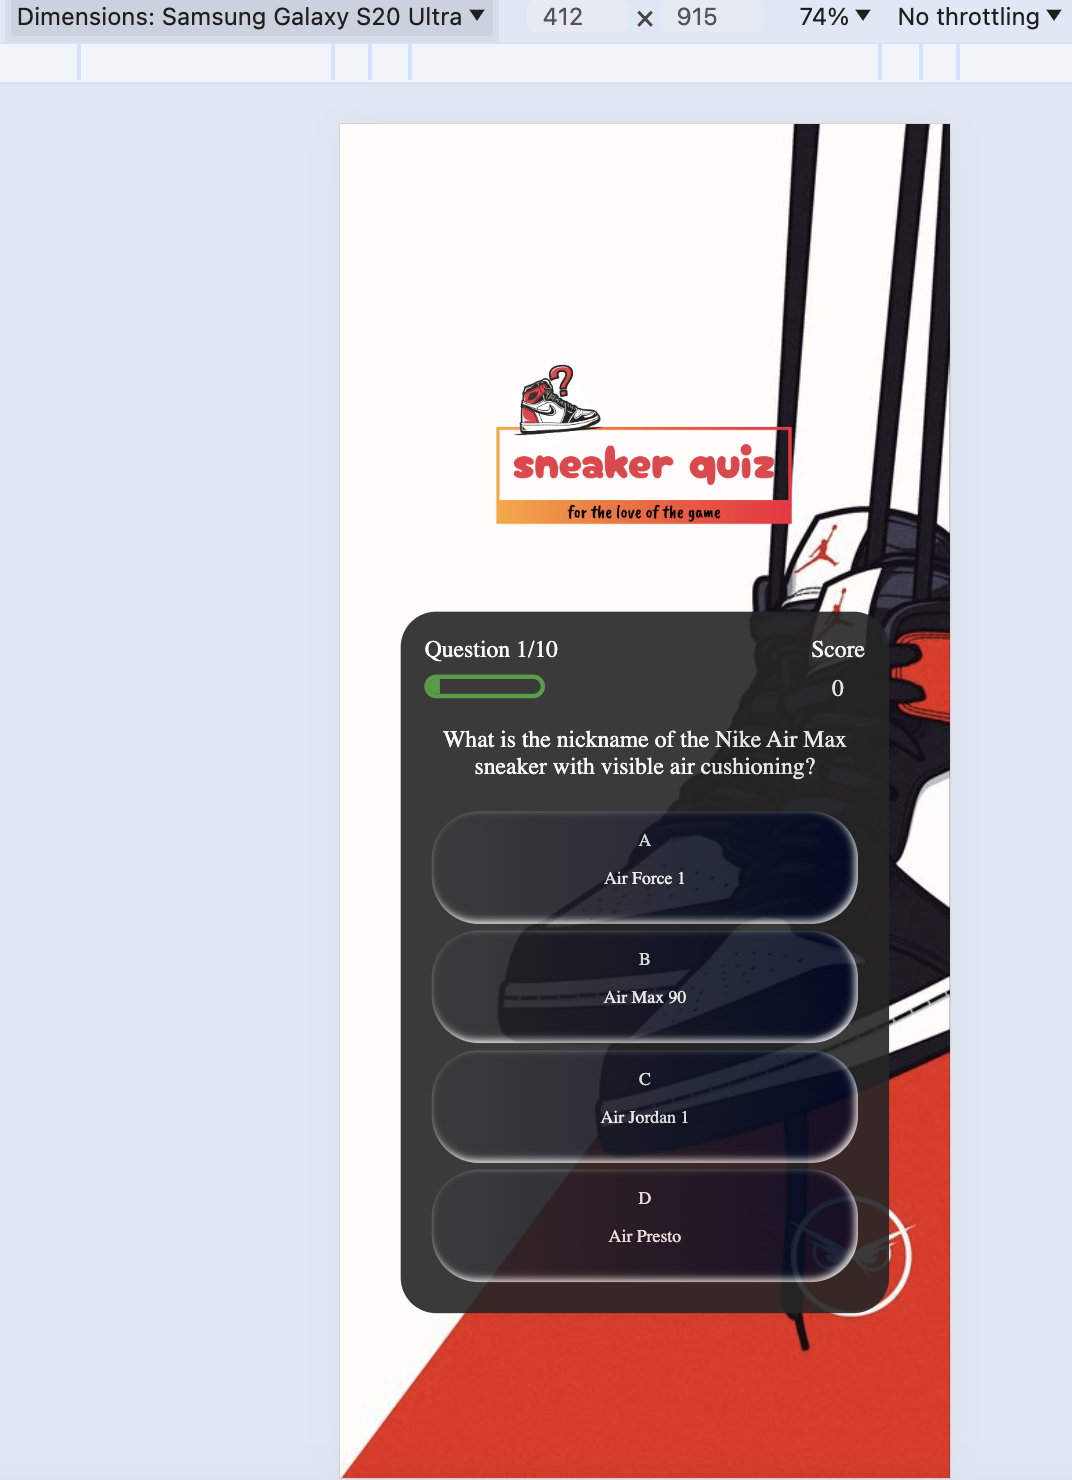 Dimensions: Samsung Galaxy S20 Ultra ▼ 412 × 915 74% ▼ No throttling ▼
?
sneaker quiz
for the love of the game
Question 1/10 Score
0
What is the nickname of the Nike Air Max
sneaker with visible air cushioning?
A
Air Force 1
B
Air Max 90
C
Air Jordan 1
D
Air Presto